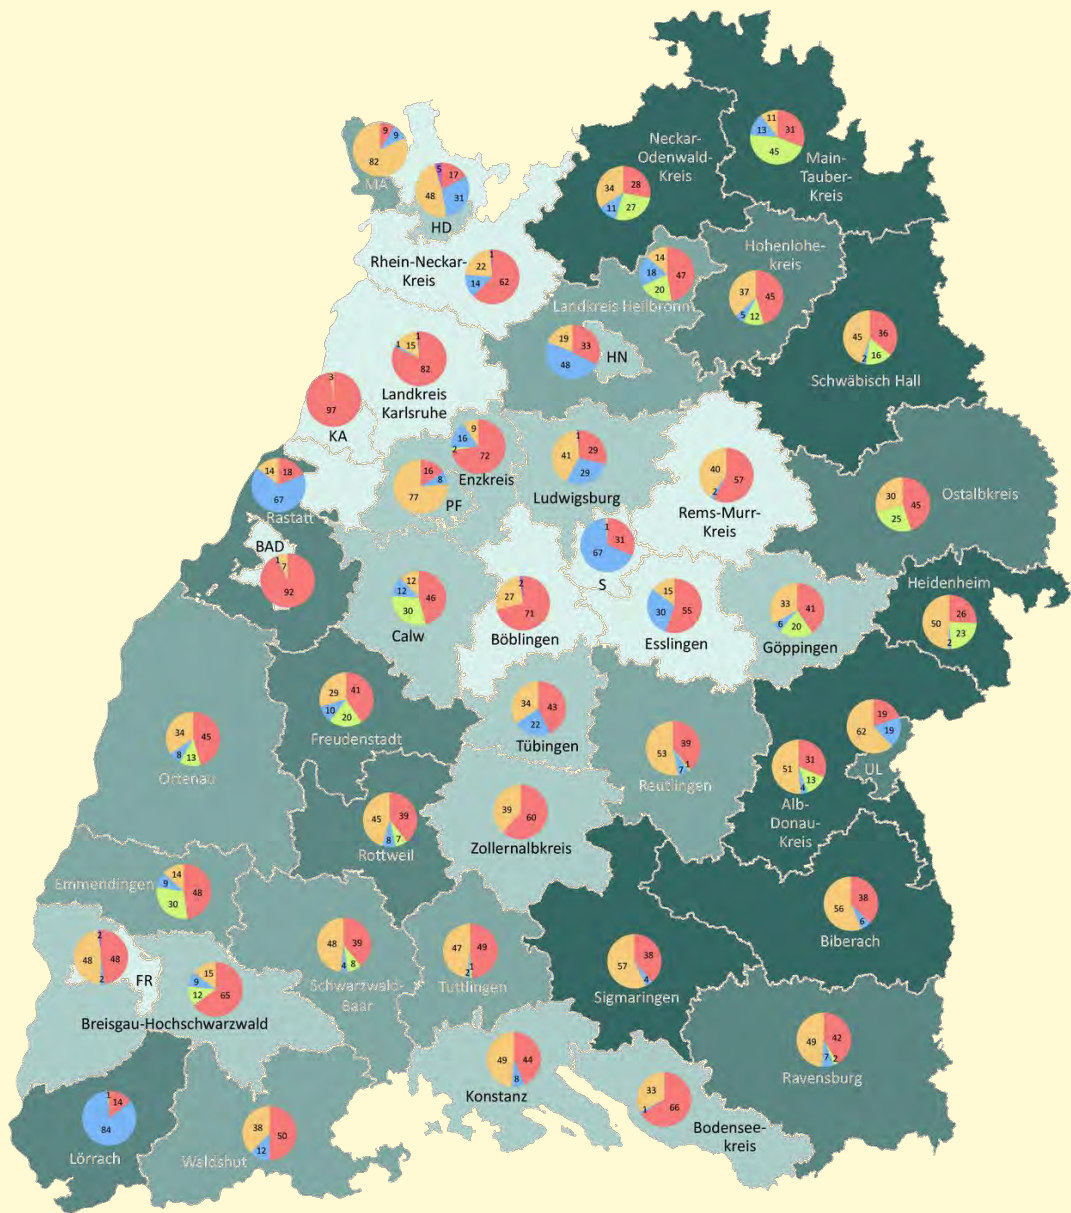 9
9
82
MA
5
17
31
48
HD
Rhein-Neckar-
Kreis
1
22
14
62
Neckar-
Odenwald-
Kreis
34
28
11
27
11
31
13
45
Main-
Tauber-
Kreis
14
47
18
20
Landkreis Heilbronn
Hohenlohe-
kreis
37
45
5
12
19
33
48
HN
45
36
2
16
Schwäbisch Hall
1
15
1
82
Landkreis
Karlsruhe
3
97
KA
9
16
2
72
Enzkreis
16
8
77
PF
1
29
41
29
Ludwigsburg
40
57
2
Rems-Murr-
Kreis
30
45
25
Ostalbkreis
14
18
67
Rastatt
BAD
1
7
92
12
12
46
30
Calw
2
27
71
Böblingen
1
31
67
S
15
30
55
Esslingen
33
41
6
20
Göppingen
Heidenheim
26
50
23
2
29
41
10
20
Freudenstadt
34
45
8
13
Ortenau
34
43
22
Tübingen
53
39
1
7
Reutlingen
19
62
19
UL
51
31
13
4
Alb-
Donau-
Kreis
45
39
8
7
Rottweil
39
60
Zollernalbkreis
Emmendingen
14
9
48
30
56
38
6
Biberach
2
48
48
2
FR
15
9
12
65
Breisgau-Hochschwarzwald
48
39
4
8
Schwarzwald-
Baar
47
49
1
2
Tuttlingen
57
38
4
Sigmaringen
49
42
7
2
Ravensburg
49
44
8
Konstanz
33
66
1
Bodensee-
kreis
1
14
84
Lörrach
38
50
12
Waldshut